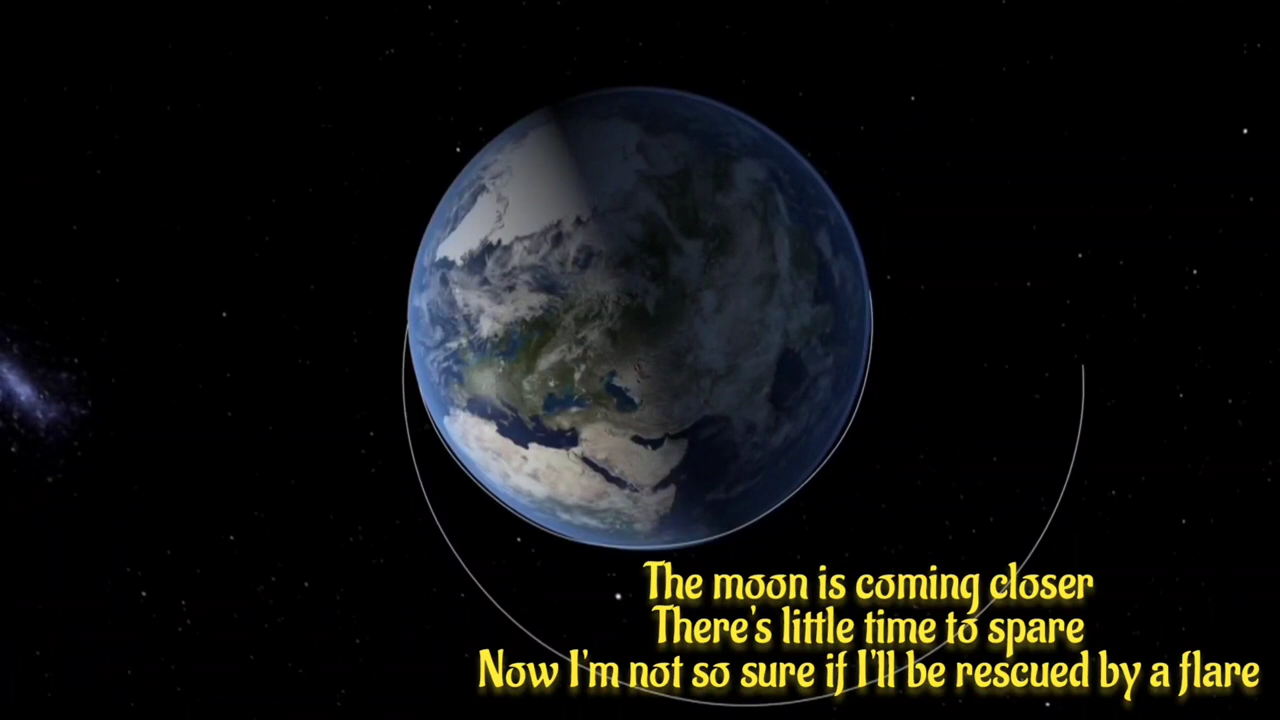 The moon is coming closer
There's little time to spare
Now I'm not so sure if I'll be rescued by a flare